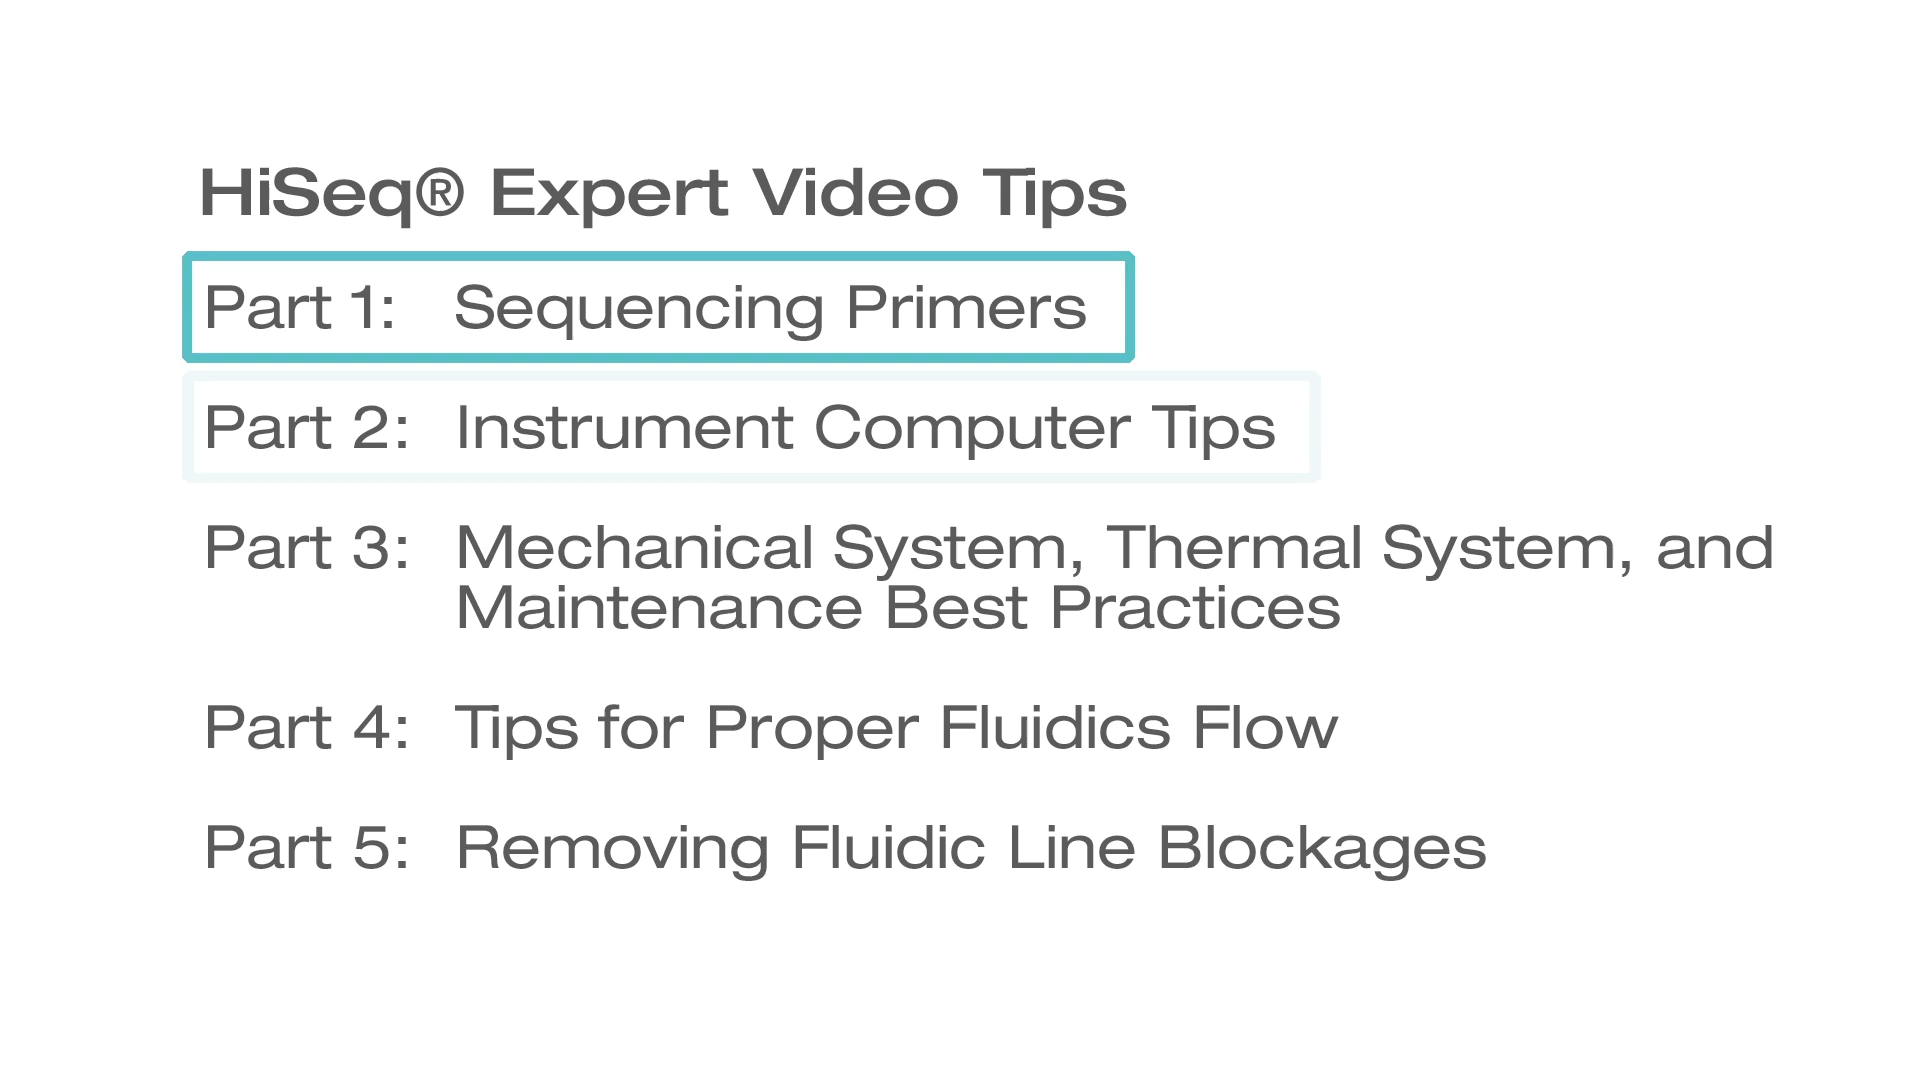 HiSeq® Expert Video Tips
Part 1: Sequencing Primers
Part 2: Instrument Computer Tips
Part 3: Mechanical System, Thermal System, and
Maintenance Best Practices
Part 4: Tips for Proper Fluidics Flow
Part 5: Removing Fluidic Line Blockages